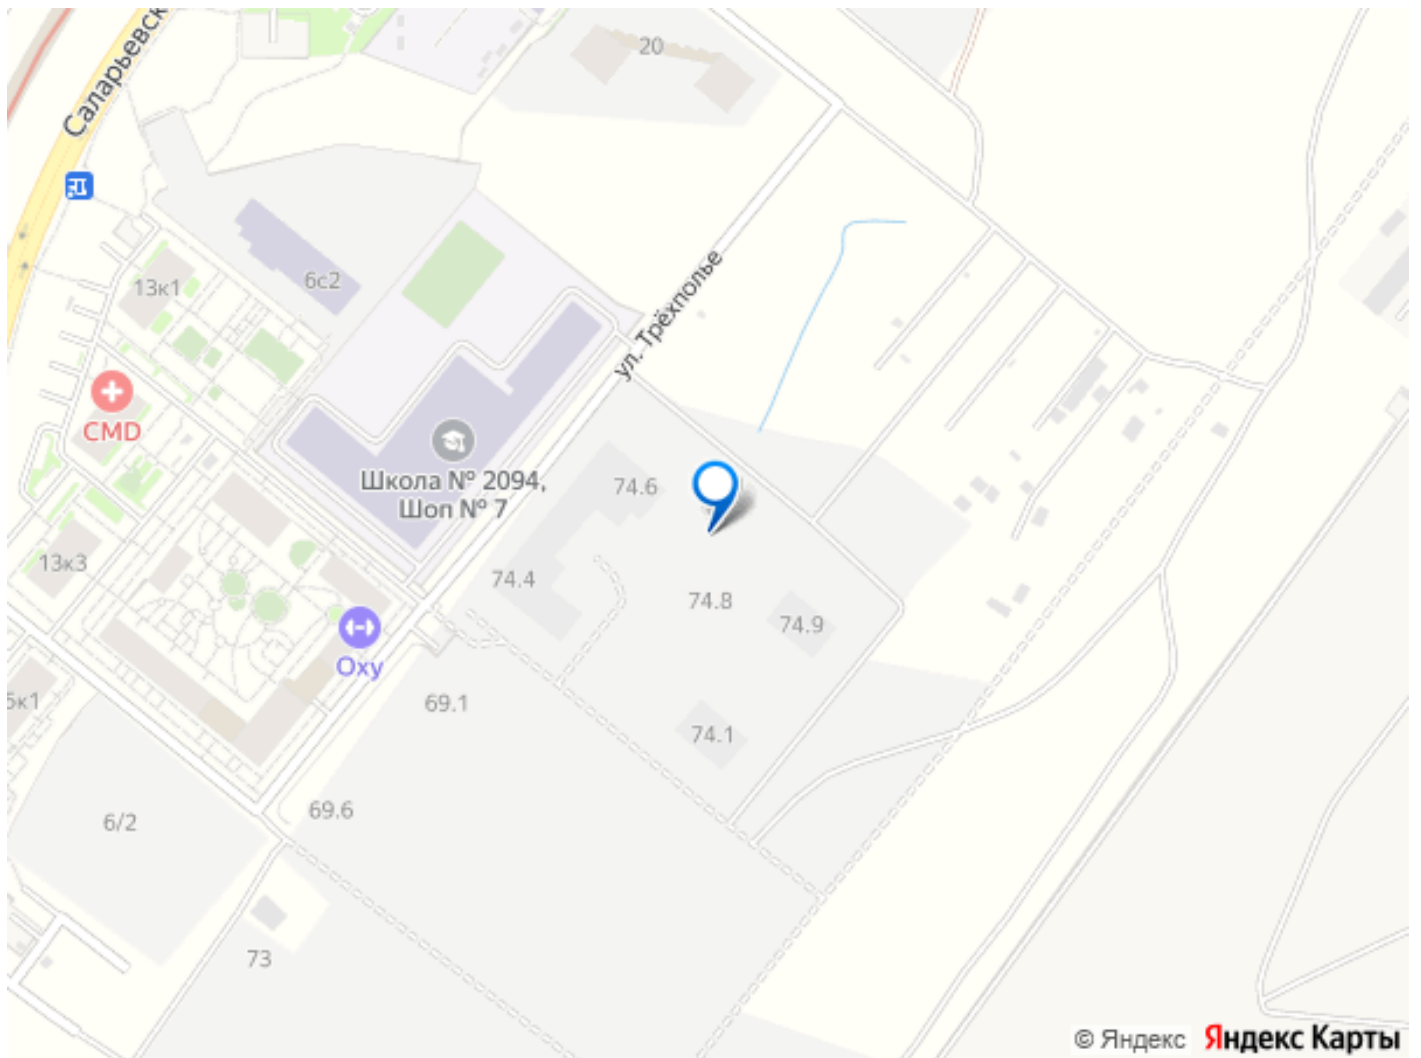 Саларьевск
20
6с2
13к1
ул. Трёхполье
CMD
Школа № 2094,
Шоп № 7
74.6
74.4
13к3
74.8
74.9
Oxy
5к1
69.1
74.1
69.6
6/2
73
© Яндекс Яндекс Карты